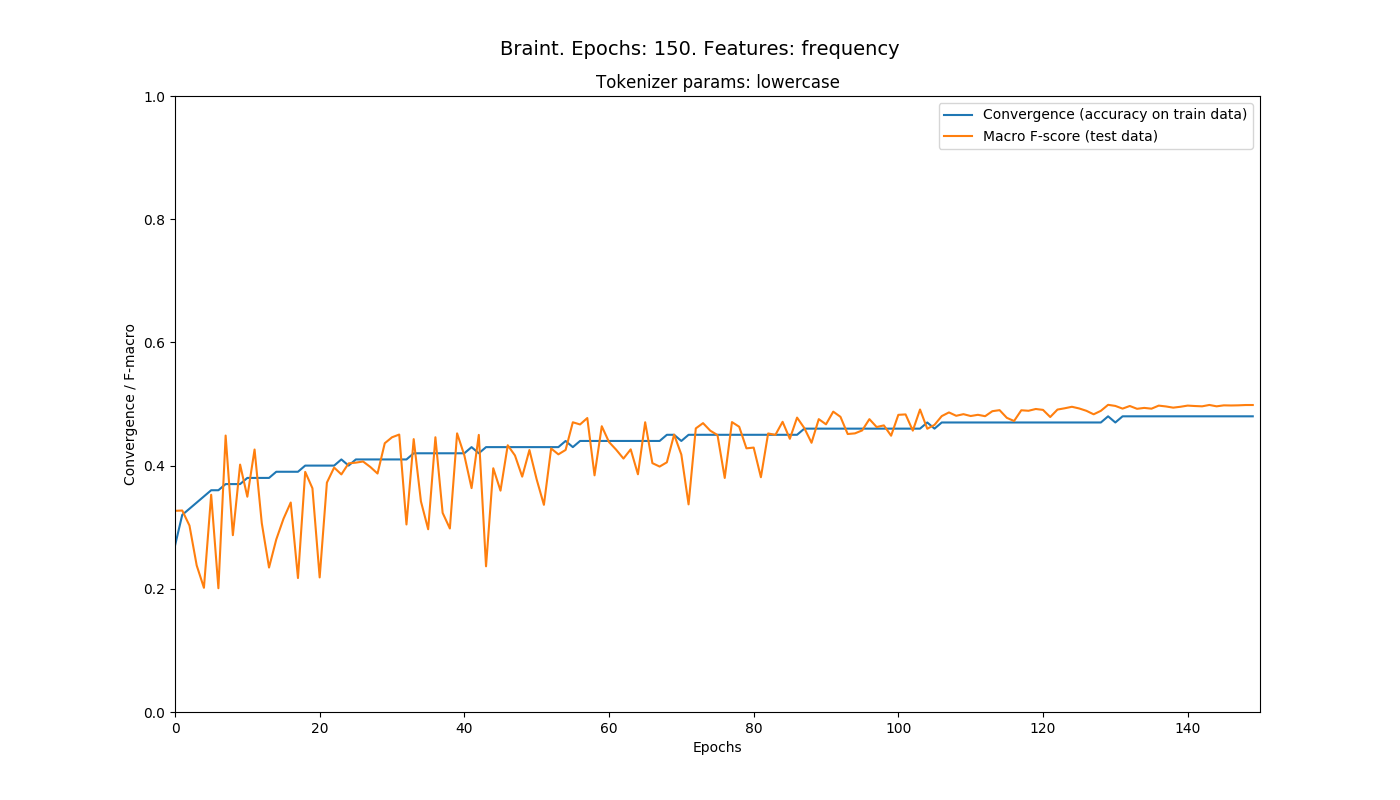 Braint. Epochs: 150. Features: frequency
Tokenizer params: lowercase
Convergence (accuracy on train data)
Macro F-score (test data)
Convergence / F-macro
1.0
0.8
0.6
0.4
0.2
0.0
0 20 40 60 80 100 120 140
Epochs